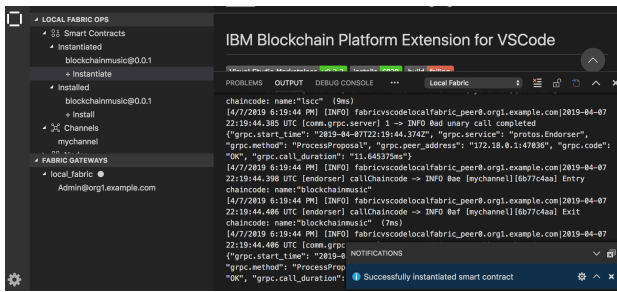 LOCAL FABRIC OPS
Smart Contracts
Instantiated
blockchainmusic@0.0.1
+ Instantiate
Installed
blockchainmusic@0.0.1
+ Install
Channels
mychannel
FABRIC GATEWAYS
local_fabric
Admin@org1.example.com
IBM Blockchain Platform Extension for VSCode
PROBLEMS OUTPUT DEBUG CONSOLE ••• Local Fabric
chaincode: name:"lscc" (9ms)
[4/7/2019 6:19:44 PM] [INFO] fabricvscodelocalfabric_peer0.org1.example.com|2019-04-07
22:19:44.385 UTC [comm.grpc.server] 1 -> INFO 0ad unary call completed
{"grpc.start_time": "2019-04-07T22:19:44.374Z", "grpc.service": "protos.Endorser",
"grpc.method": "ProcessProposal", "grpc.peer_address": "172.18.0.1:47036", "grpc.code":
"OK", "grpc.call_duration": "11.645375ms"}
[4/7/2019 6:19:44 PM] [INFO] fabricvscodelocalfabric_peer0.org1.example.com|2019-04-07
22:19:44.398 UTC [endorser] callChaincode -> INFO 0ae [mychannel][6b77c4aa] Entry
chaincode: name:"blockchainmusic"
[4/7/2019 6:19:44 PM] [INFO] fabricvscodelocalfabric_peer0.org1.example.com|2019-04-07
22:19:44.406 UTC [endorser] callChaincode -> INFO 0af [mychannel][6b77c4aa] Exit
chaincode: name:"blockchainmusic" (7ms)
[4/7/2019 6:19:44 PM] [INFO] fabricvscodelocalfabric_peer0.org1.example.com|2019-04-07
22:19:44.406 UTC [comm.grpc
{"grpc.start_time": "2019-0
"grpc.method": "ProcessProp
"OK", "grpc.call_duration":
NOTIFICATIONS
Successfully instantiated smart contract